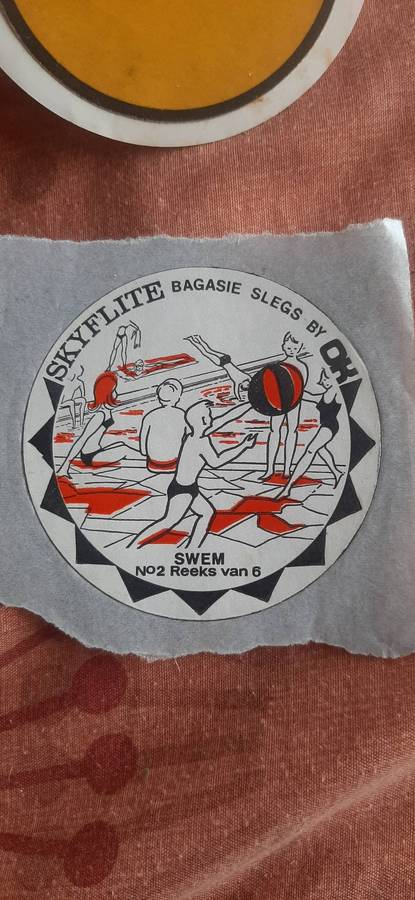 SKYFLITE BAGASIE SLEGS BY OK
SWEM
No2 Reeks van 6